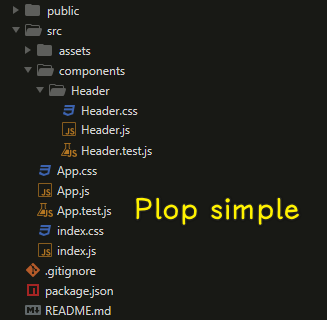 public
src
assets
components
Header
Header.css
Header.js
Header.test.js
App.css
App.js
App.test.js
Plop simple
index.css
index.js
.gitignore
package.json
README.md